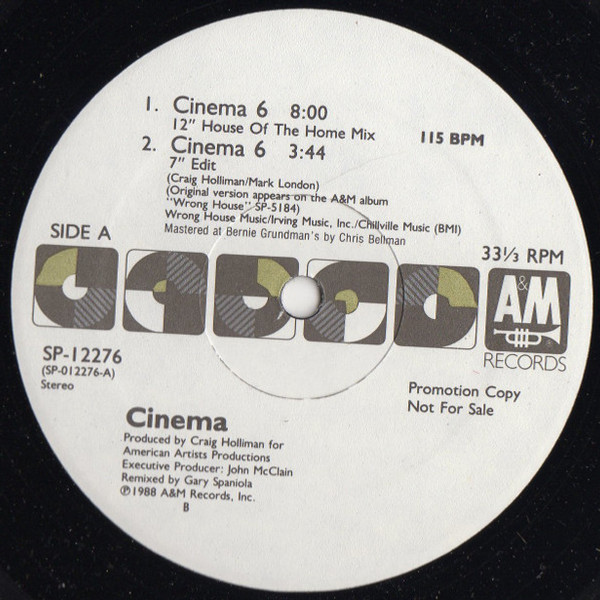 1. Cinema 6 8:00
12" House Of The Home Mix
115 BPM
2. Cinema 6 3:44
7" Edit
(Craig Holliman/Mark London)
(Original version appears on the A&M album
"Wrong House" SP-5184)
Wrong House Music/Irving Music, Inc./Chillville Music (BMI)
Mastered at Bernie Grundman's by Chris Bellman
SIDE A
33⅓ RPM
A&M
RECORDS
SP-12276
(SP-012276-A)
Stereo
Promotion Copy
Not For Sale
Cinema
Produced by Craig Holliman for
American Artists Productions
Executive Producer: John McClain
Remixed by Gary Spaniola
℗1988 A&M Records, Inc.
B